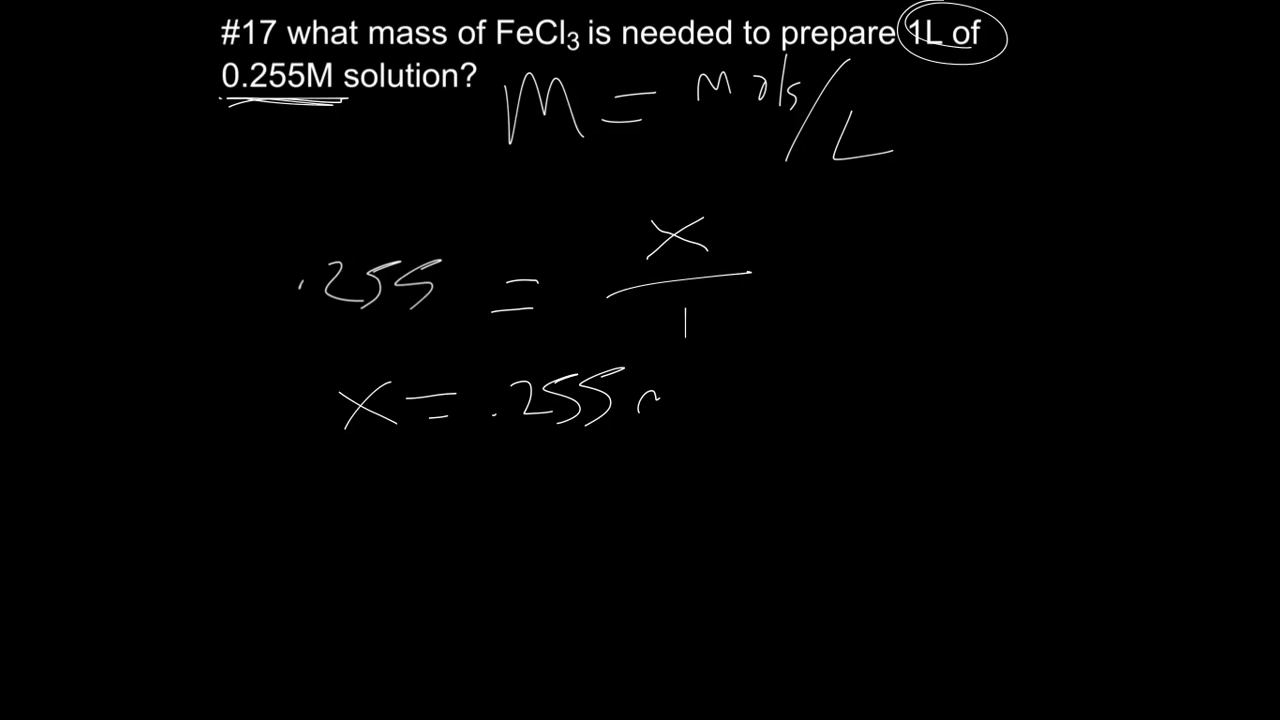 #17 what mass of FeCl₃ is needed to prepare 1L of
0.255M solution?
M = mols/L
.255 = x/1
x = .255